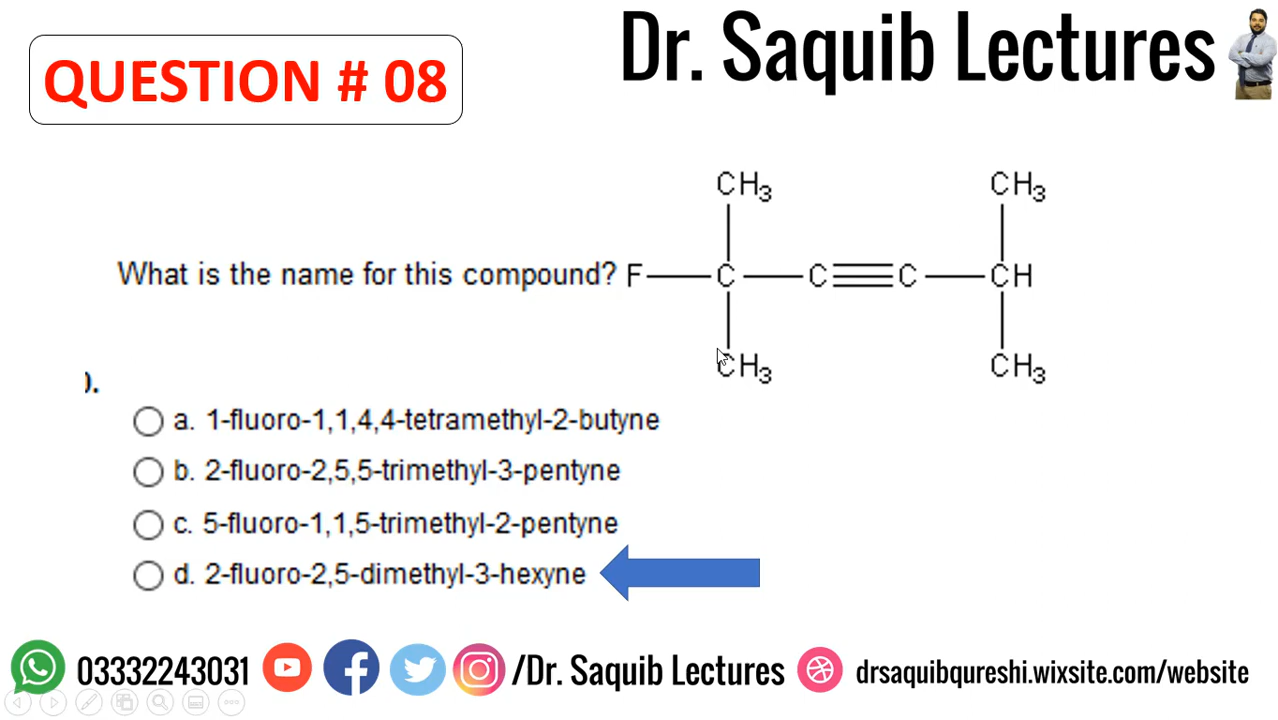 QUESTION # 08
Dr. Saquib Lectures
CH₃ CH₃
What is the name for this compound? F — C — C ≡ C — CH
CH₃ CH₃
).
a. 1-fluoro-1,1,4,4-tetramethyl-2-butyne
b. 2-fluoro-2,5,5-trimethyl-3-pentyne
c. 5-fluoro-1,1,5-trimethyl-2-pentyne
d. 2-fluoro-2,5-dimethyl-3-hexyne
03332243031 /Dr. Saquib Lectures drsaquibqureshi.wixsite.com/website